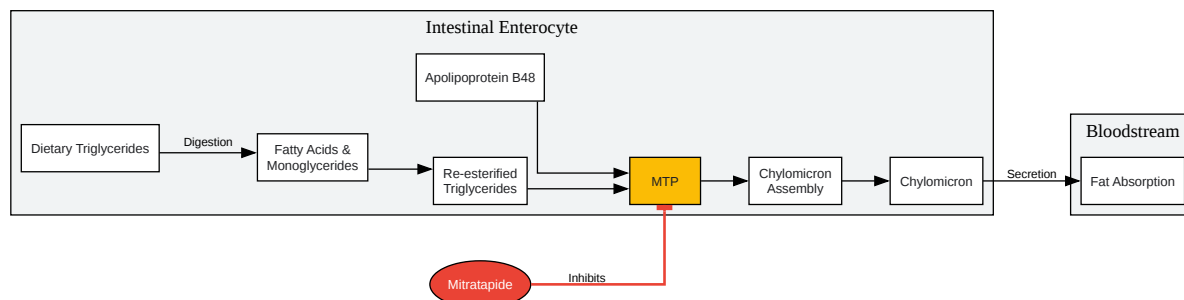 Intestinal Enterocyte
Apolipoprotein B48
Dietary Triglycerides
Digestion
Fatty Acids &
Monoglycerides
Re-esterified
Triglycerides
MTP
Chylomicron
Assembly
Chylomicron
Secretion
Bloodstream
Fat Absorption
Mitratapide
Inhibits